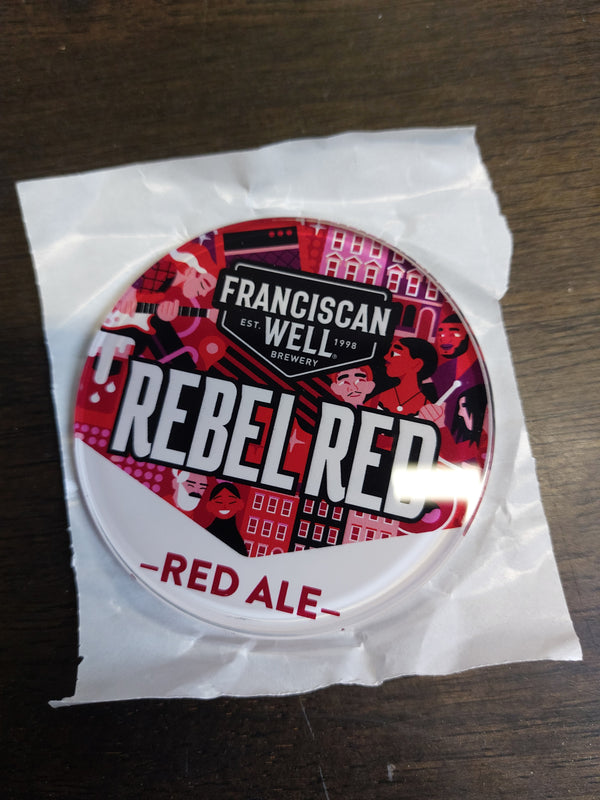 FRANCISCAN
WELL
EST. 1998
BREWERY
REBEL RED
–RED ALE–